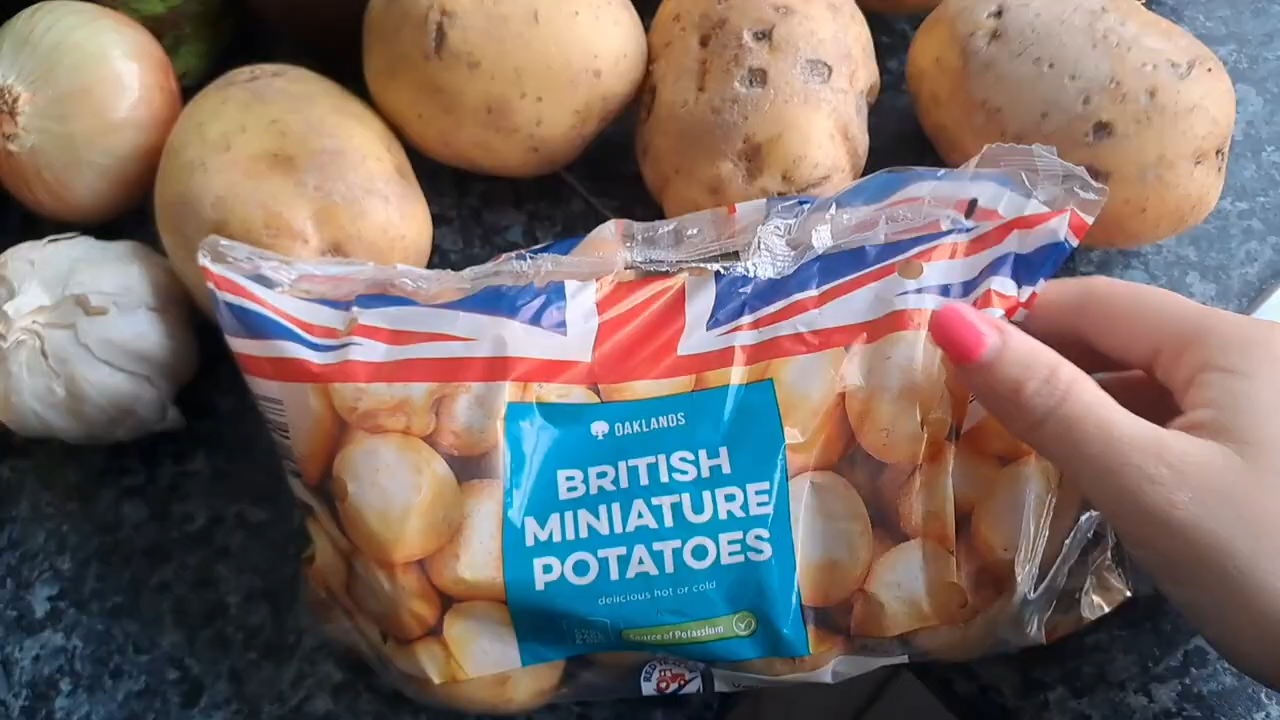 OAKLANDS
BRITISH
MINIATURE
POTATOES
delicious hot or cold
Source of Potassium